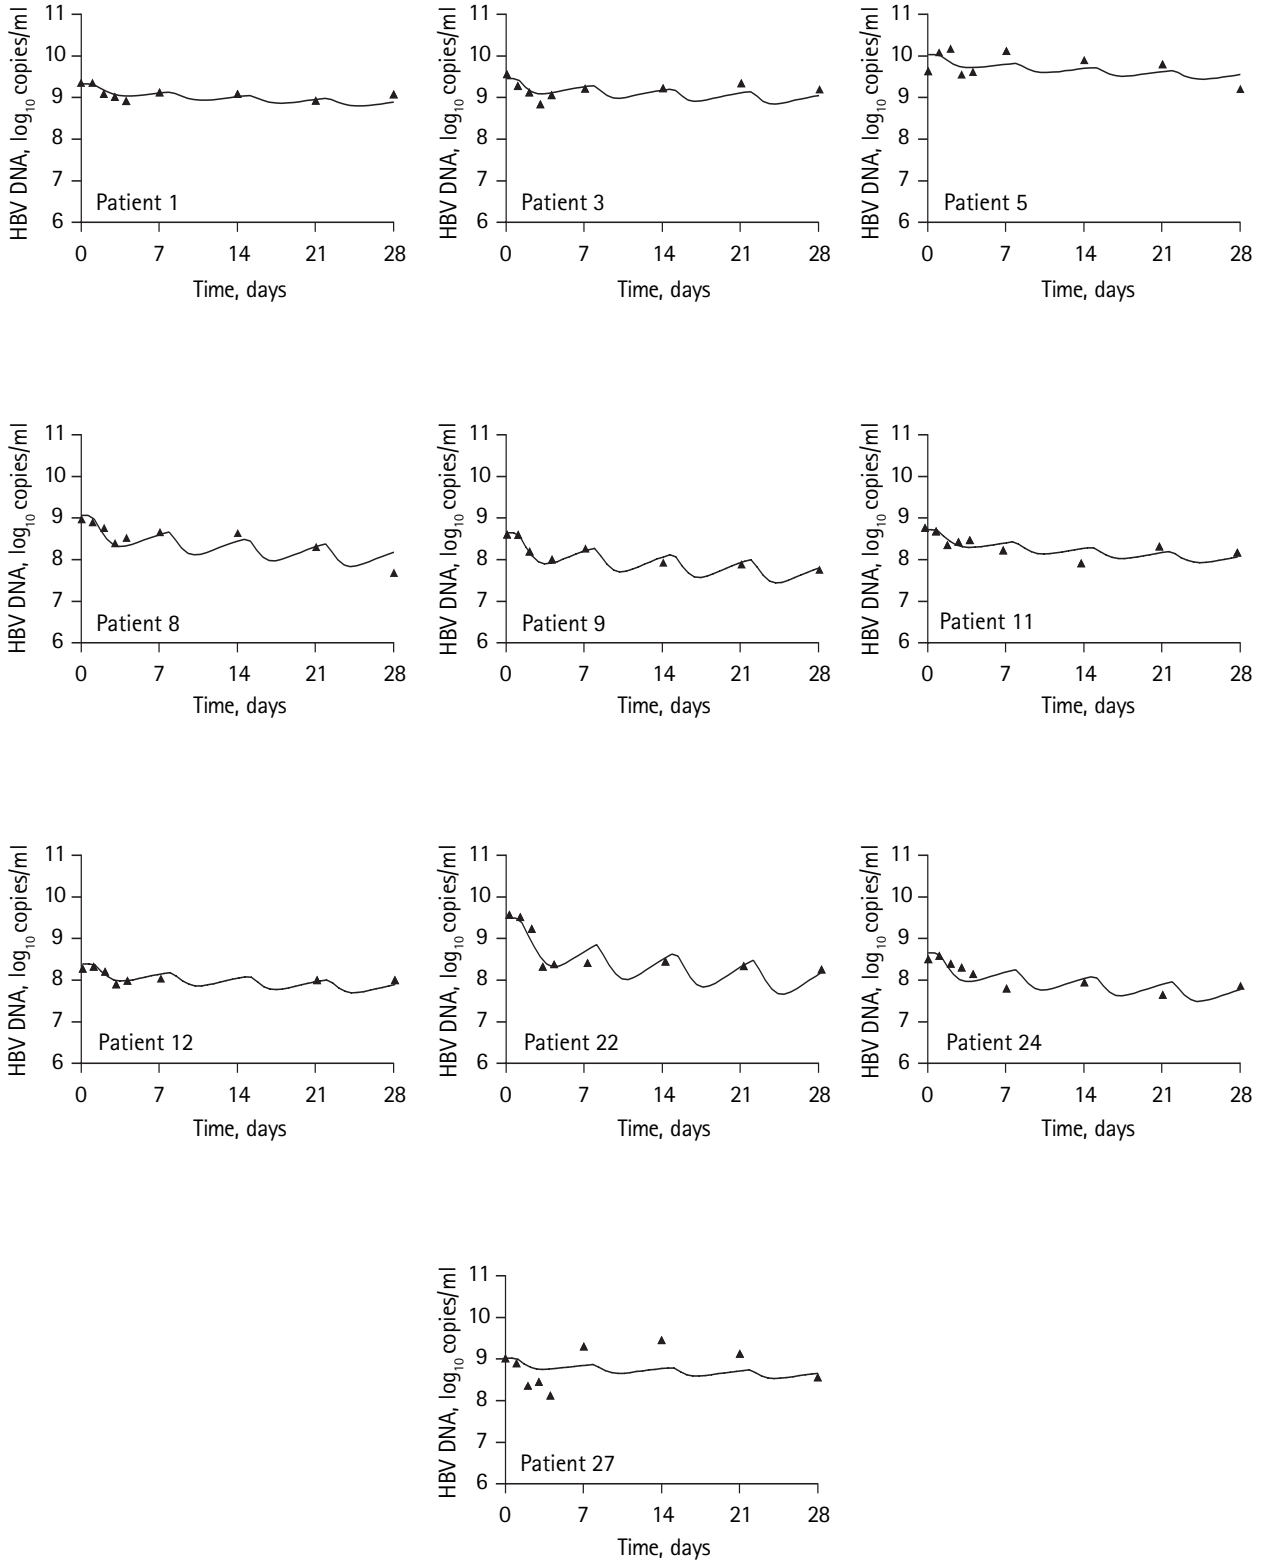 HBV DNA, log10 copies/ml
11
10
9
8
7
6
Patient 1
0 7 14 21 28
Time, days
HBV DNA, log10 copies/ml
11
10
9
8
7
6
Patient 3
0 7 14 21 28
Time, days
HBV DNA, log10 copies/ml
11
10
9
8
7
6
Patient 5
0 7 14 21 28
Time, days
HBV DNA, log10 copies/ml
11
10
9
8
7
6
Patient 8
0 7 14 21 28
Time, days
HBV DNA, log10 copies/ml
11
10
9
8
7
6
Patient 9
0 7 14 21 28
Time, days
HBV DNA, log10 copies/ml
11
10
9
8
7
6
Patient 11
0 7 14 21 28
Time, days
HBV DNA, log10 copies/ml
11
10
9
8
7
6
Patient 12
0 7 14 21 28
Time, days
HBV DNA, log10 copies/ml
11
10
9
8
7
6
Patient 22
0 7 14 21 28
Time, days
HBV DNA, log10 copies/ml
11
10
9
8
7
6
Patient 24
0 7 14 21 28
Time, days
HBV DNA, log10 copies/ml
11
10
9
8
7
6
Patient 27
0 7 14 21 28
Time, days